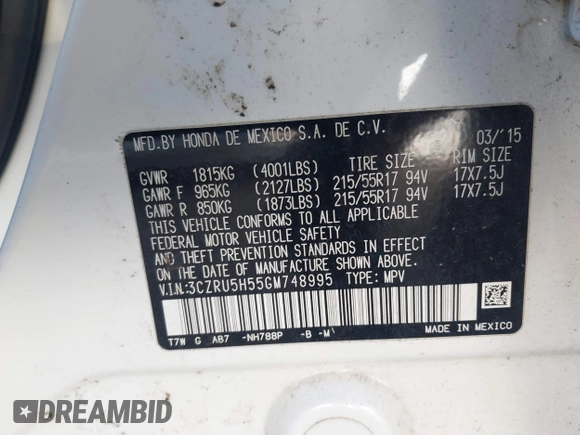 MFD.BY HONDA DE MEXICO S.A. DE C.V. 03/'15
GVWR 1815KG (4001LBS) TIRE SIZE RIM SIZE
GAWR F 965KG (2127LBS) 215/55R17 94V 17X7.5J
GAWR R 850KG (1873LBS) 215/55R17 94V 17X7.5J
THIS VEHICLE CONFORMS TO ALL APPLICABLE
FEDERAL MOTOR VEHICLE SAFETY
AND THEFT PREVENTION STANDARDS IN EFFECT
ON THE DATE OF MANUFACTURE SHOWN ABOVE.
V.I.N:3CZRU5H55GM748995 TYPE: MPV
T7W G AB7 -NH788P -B -M MADE IN MEXICO
DREAMBID